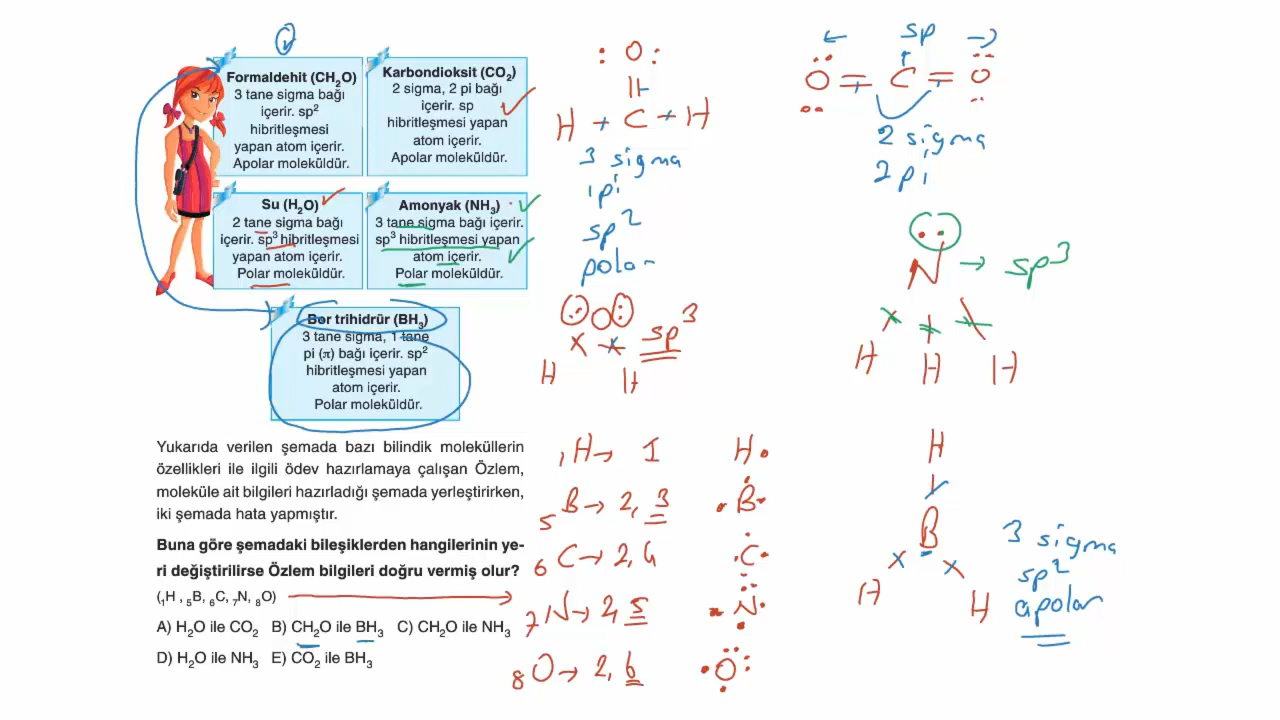 Formaldehit (CH₂O)
3 tane sigma bağı
içerir. sp²
hibritleşmesi
yapan atom içerir.
Apolar moleküldür.
Karbondioksit (CO₂)
2 sigma, 2 pi bağı
içerir. sp
hibritleşmesi yapan
atom içerir.
Apolar moleküldür.
Su (H₂O)
2 tane sigma bağı
içerir. sp³ hibritleşmesi
yapan atom içerir.
Polar moleküldür.
Amonyak (NH₃)
3 tane sigma bağı içerir.
sp³ hibritleşmesi yapan
atom içerir.
Polar moleküldür.
Bor trihidrür (BH₃)
3 tane sigma, 1 tane
pi (π) bağı içerir. sp²
hibritleşmesi yapan
atom içerir.
Polar moleküldür.
Yukarıda verilen şemada bazı bilindik moleküllerin
özellikleri ile ilgili ödev hazırlamaya çalışan Özlem,
moleküle ait bilgileri hazırladığı şemada yerleştirirken,
iki şemada hata yapmıştır.
Buna göre şemadaki bileşiklerden hangilerinin ye-
ri değiştirilirse Özlem bilgileri doğru vermiş olur?
(₁H , ₅B, ₆C, ₇N, ₈O)
A) H₂O ile CO₂ B) CH₂O ile BH₃ C) CH₂O ile NH₃
D) H₂O ile NH₃ E) CO₂ ile BH₃
O
H C H
3 sigma
1 pi
sp²
polar
O sp³
H H
₁H → 1 H
₅B → 2, 3 B
₆C → 2, 4 C
₇N → 2, 5 N
₈O → 2, 6 O
sp
O = C = O
2 sigma
2 pi
N → sp³
H H H
H
B
H H
3 sigma
sp²
apolar